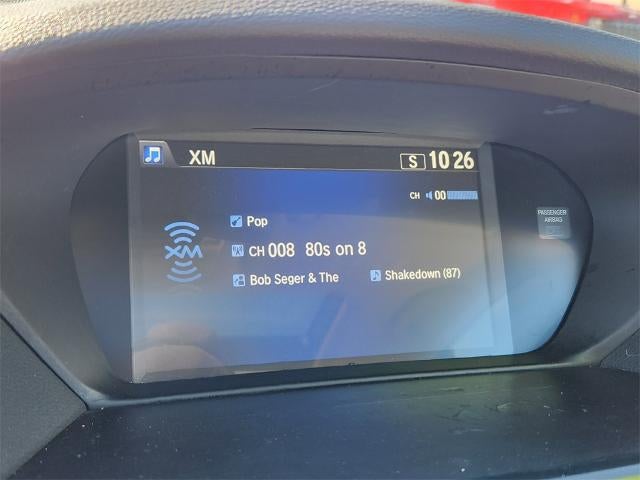 XM S 10 26
CH 00
Pop
XM
CH 008 80s on 8
Bob Seger & The Shakedown (87)
PASSENGER
AIRBAG